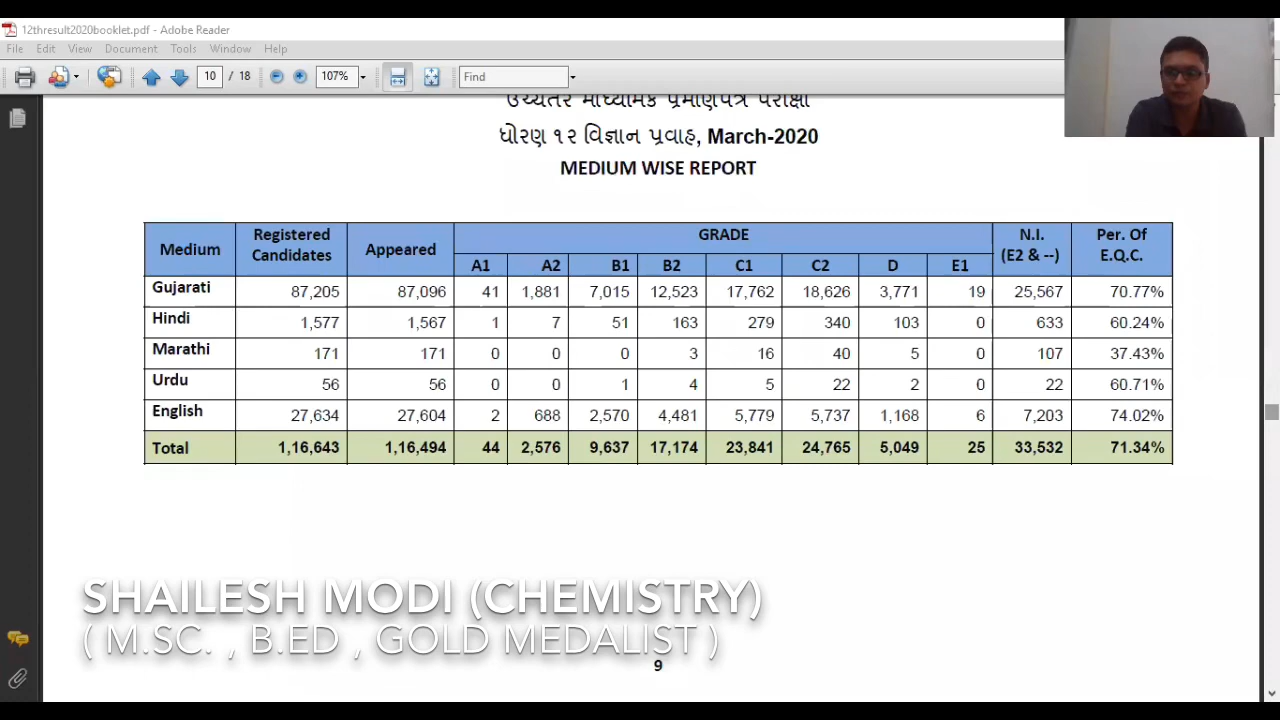 12thresult2020booklet.pdf - Adobe Reader
File Edit View Document Tools Window Help
10 / 18 107% Find
ઉચ્ચતર માધ્યમિક પ્રમાણપત્ર પરીક્ષા
ધોરણ ૧૨ વિજ્ઞાન પ્રવાહ, March-2020
MEDIUM WISE REPORT
Medium Registered Candidates Appeared GRADE N.I. (E2 & --) Per. Of E.Q.C.
A1 A2 B1 B2 C1 C2 D E1
Gujarati 87,205 87,096 41 1,881 7,015 12,523 17,762 18,626 3,771 19 25,567 70.77%
Hindi 1,577 1,567 1 7 51 163 279 340 103 0 633 60.24%
Marathi 171 171 0 0 0 3 16 40 5 0 107 37.43%
Urdu 56 56 0 0 1 4 5 22 2 0 22 60.71%
English 27,634 27,604 2 688 2,570 4,481 5,779 5,737 1,168 6 7,203 74.02%
Total 1,16,643 1,16,494 44 2,576 9,637 17,174 23,841 24,765 5,049 25 33,532 71.34%
SHAILESH MODI (CHEMISTRY)
( M.SC. , B.ED , GOLD MEDALIST )
9